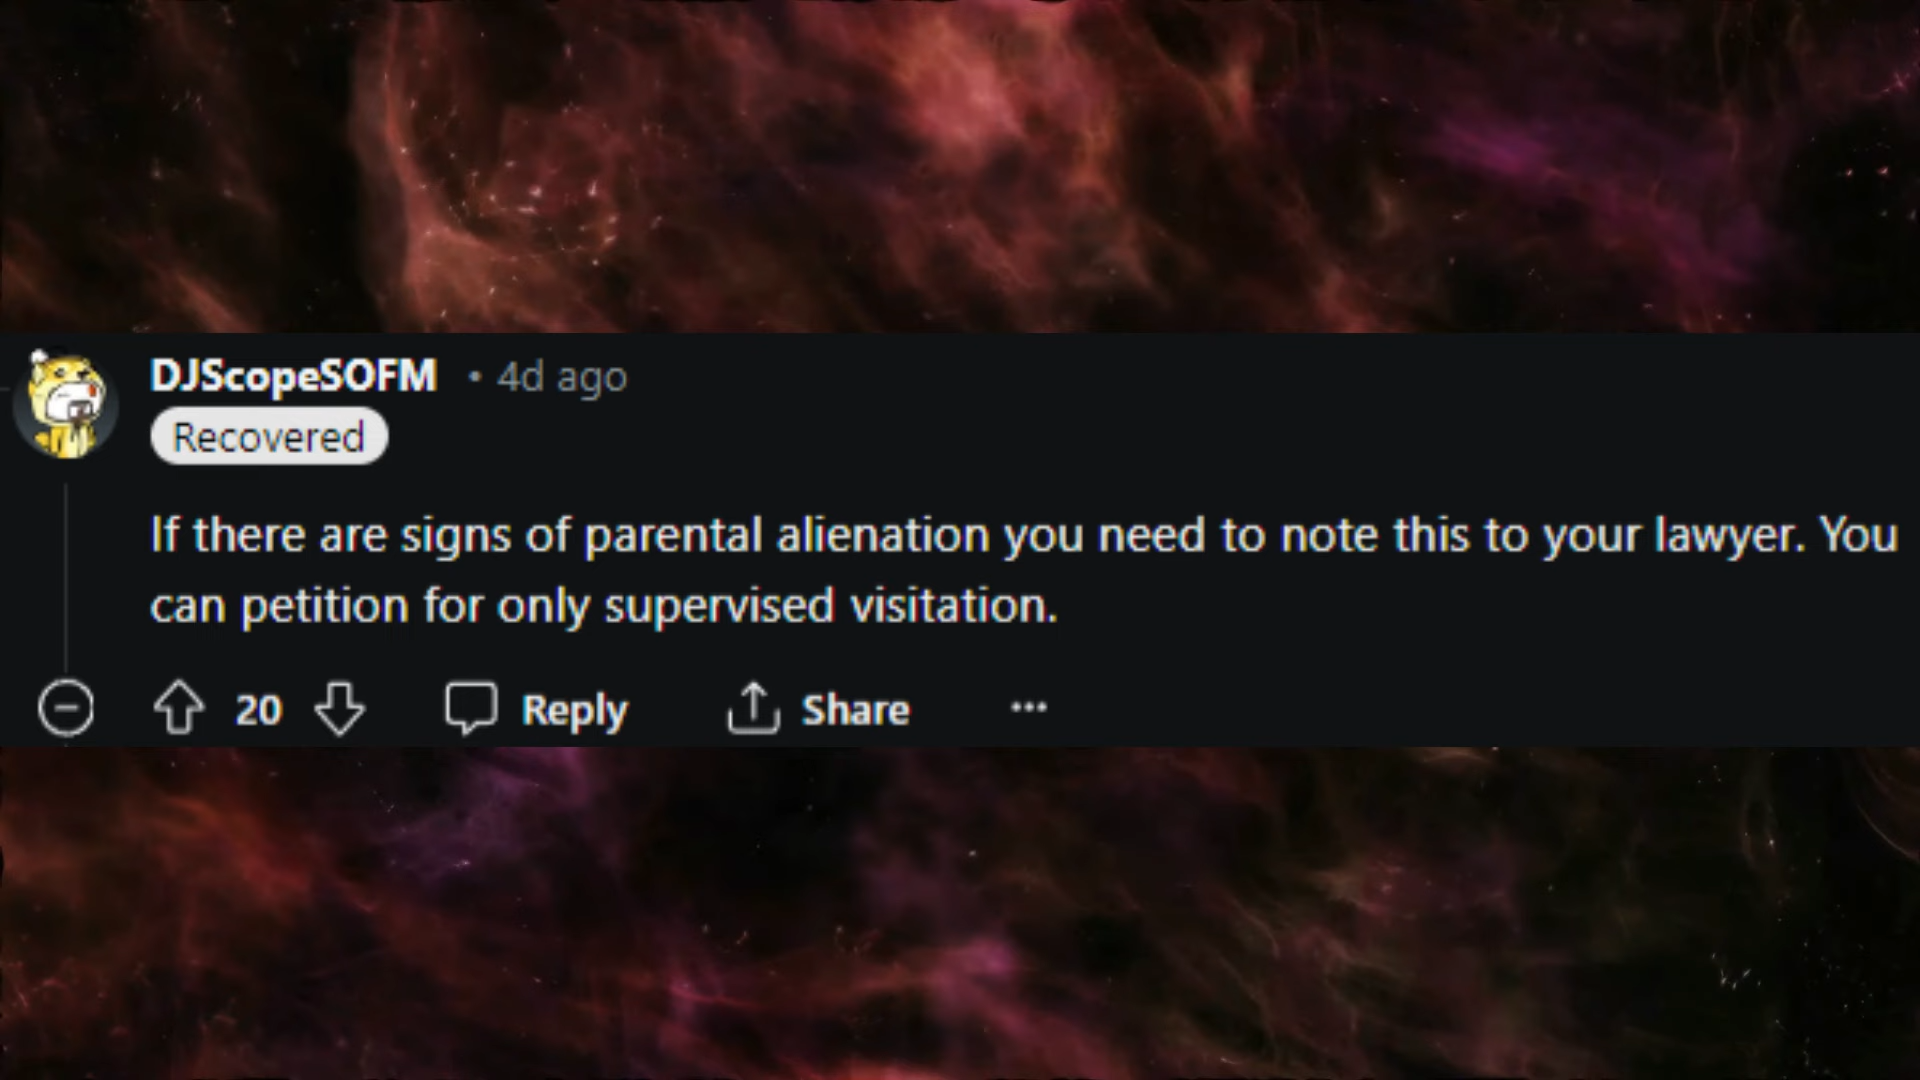 DJScopeSOFM • 4d ago
Recovered
If there are signs of parental alienation you need to note this to your lawyer. You
can petition for only supervised visitation.
20 Reply Share ...